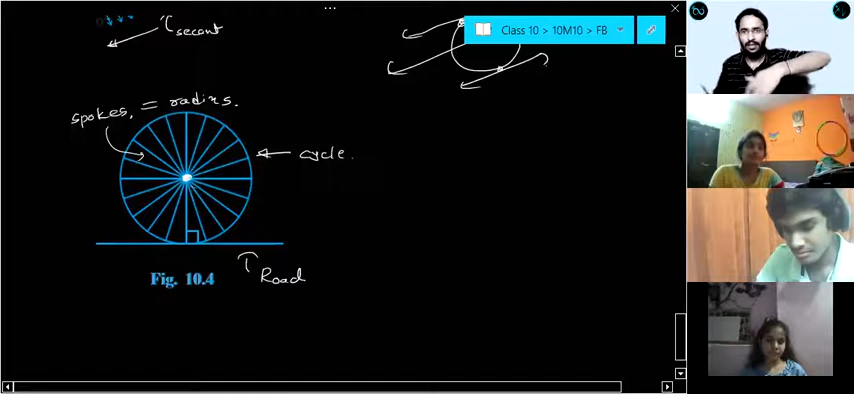 secant
Class 10 > 10M10 > FB
spokes, = radius.
cycle.
Road
Fig. 10.4